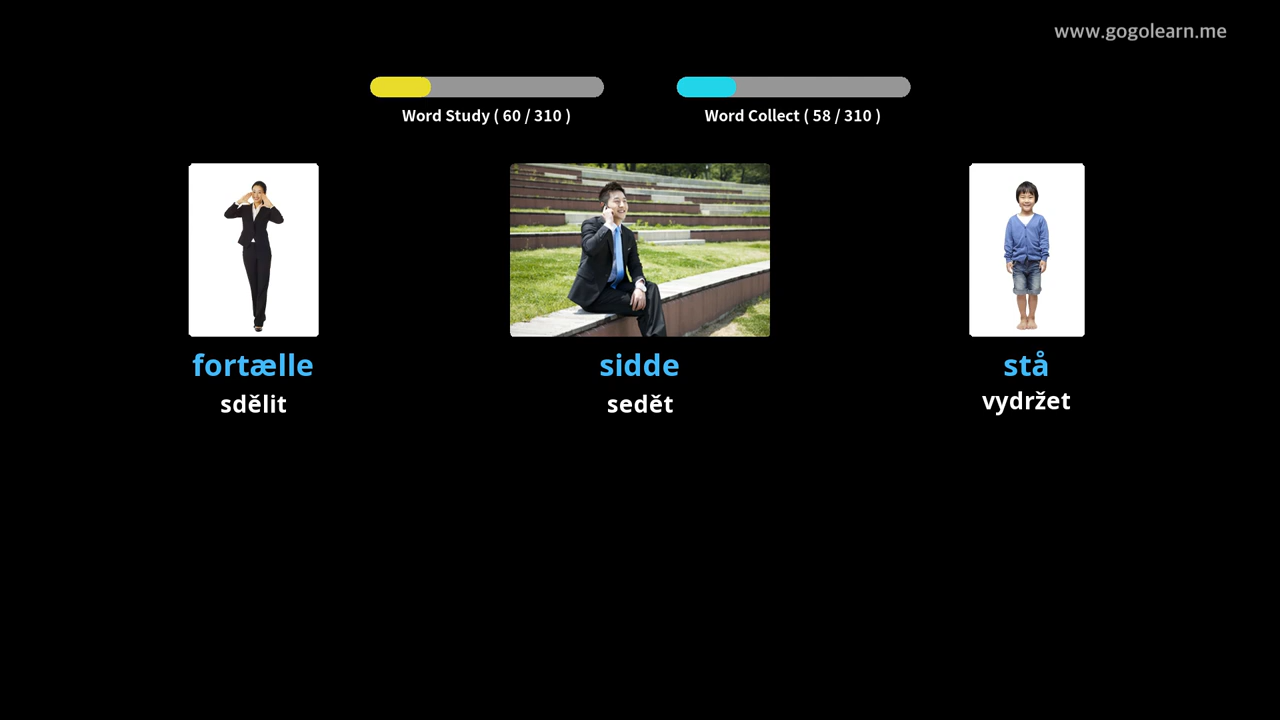 www.gogolearn.me
Word Study ( 60 / 310 )
Word Collect ( 58 / 310 )
fortælle
sdělit
sidde
sedět
stå
vydržet